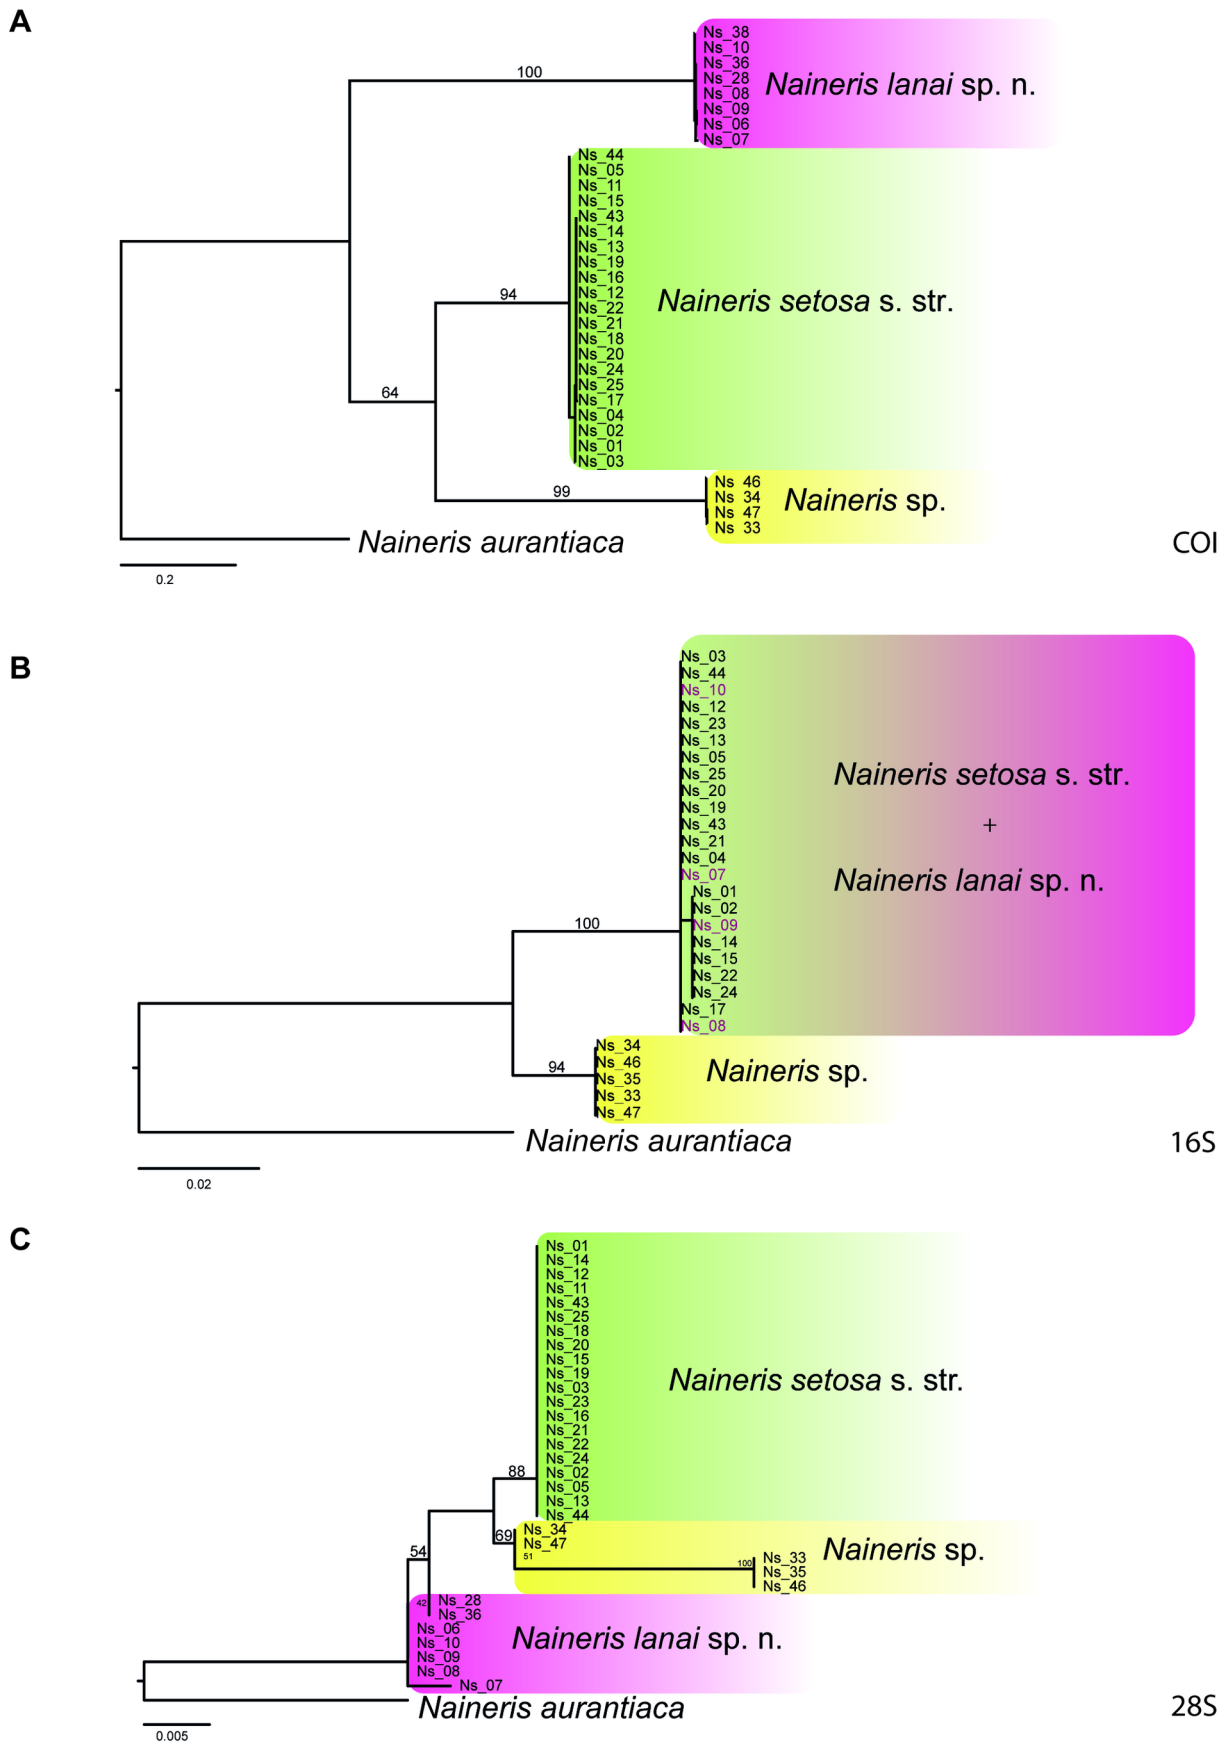 A
Ns_38
Ns_10
Ns_36
Ns_28
Ns_08
Ns_09
Ns_06
Ns_07
100
Naineris lanai sp. n.
Ns_44
Ns_05
Ns_11
Ns_15
Ns_43
Ns_14
Ns_13
Ns_19
Ns_16
Ns_12
Ns_22
Ns_21
Ns_18
Ns_20
Ns_24
Ns_25
Ns_17
Ns_04
Ns_02
Ns_01
Ns_03
94
Naineris setosa s. str.
64
Ns 46
Ns 34
Ns 47
Ns 33
99
Naineris sp.
Naineris aurantiaca
COI
0.2
B
Ns_03
Ns_44
Ns_10
Ns_12
Ns_23
Ns_13
Ns_05
Ns_25
Ns_20
Ns_19
Ns_43
Ns_21
Ns_04
Ns_07
Ns_01
Ns_02
Ns_09
Ns_14
Ns_15
Ns_22
Ns_24
Ns_17
Ns_08
100
Naineris setosa s. str.
+
Naineris lanai sp. n.
Ns_34
Ns_46
Ns_35
Ns_33
Ns_47
94
Naineris sp.
Naineris aurantiaca
16S
0.02
C
Ns_01
Ns_14
Ns_12
Ns_11
Ns_43
Ns_25
Ns_18
Ns_20
Ns_15
Ns_19
Ns_03
Ns_23
Ns_16
Ns_21
Ns_22
Ns_24
Ns_02
Ns_05
Ns_13
Ns_44
88
Naineris setosa s. str.
69
Ns_34
Ns_47
51
100
Ns_33
Ns_35
Ns_46
Naineris sp.
54
42
Ns_28
Ns_36
Ns_06
Ns_10
Ns_09
Ns_08
Ns_07
Naineris lanai sp. n.
Naineris aurantiaca
28S
0.005